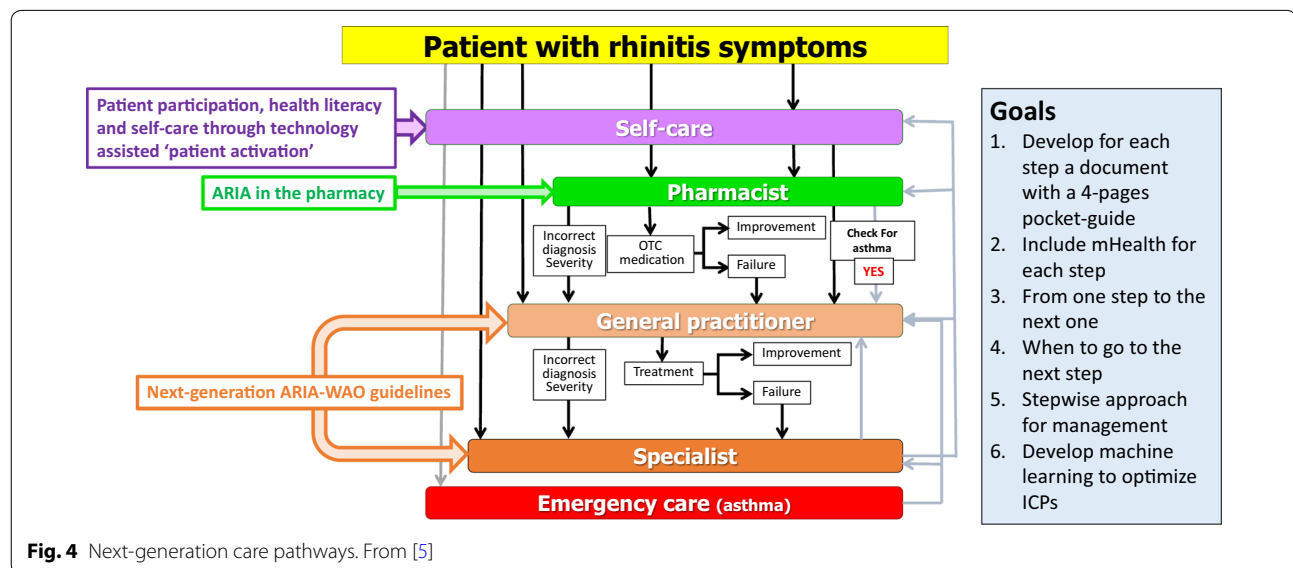 Patient with rhinitis symptoms
Patient participation, health literacy
and self-care through technology
assisted ‘patient activation’
Self-care
ARIA in the pharmacy
Pharmacist
Incorrect
diagnosis
Severity
OTC
medication
Improvement
Failure
Check For
asthma
YES
General practitioner
Next-generation ARIA-WAO guidelines
Incorrect
diagnosis
Severity
Treatment
Improvement
Failure
Specialist
Emergency care (asthma)
Goals
1. Develop for each
step a document
with a 4-pages
pocket-guide
2. Include mHealth for
each step
3. From one step to the
next one
4. When to go to the
next step
5. Stepwise approach
for management
6. Develop machine
learning to optimize
ICPs
Fig. 4 Next-generation care pathways. From [5]